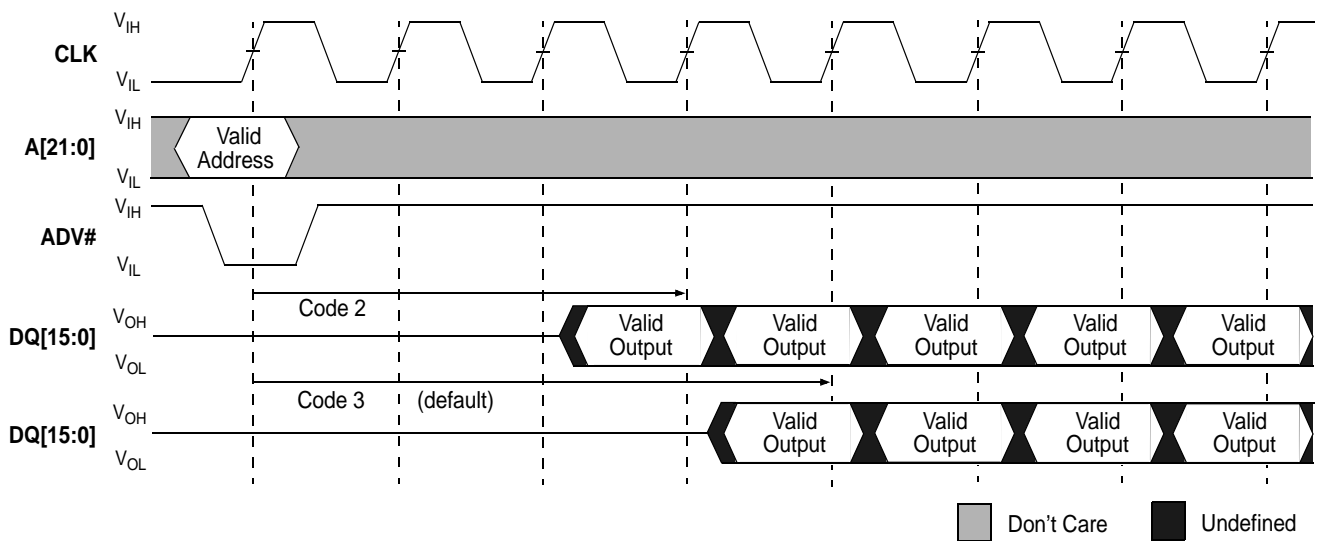 V_IH
CLK
V_IL
V_IH
A[21:0]
Valid
Address
V_IL
V_IH
ADV#
V_IL
Code 2
V_OH
DQ[15:0]
V_OL
Valid
Output
Valid
Output
Valid
Output
Valid
Output
Valid
Output
Code 3 (default)
V_OH
DQ[15:0]
V_OL
Valid
Output
Valid
Output
Valid
Output
Valid
Output
Don't Care
Undefined